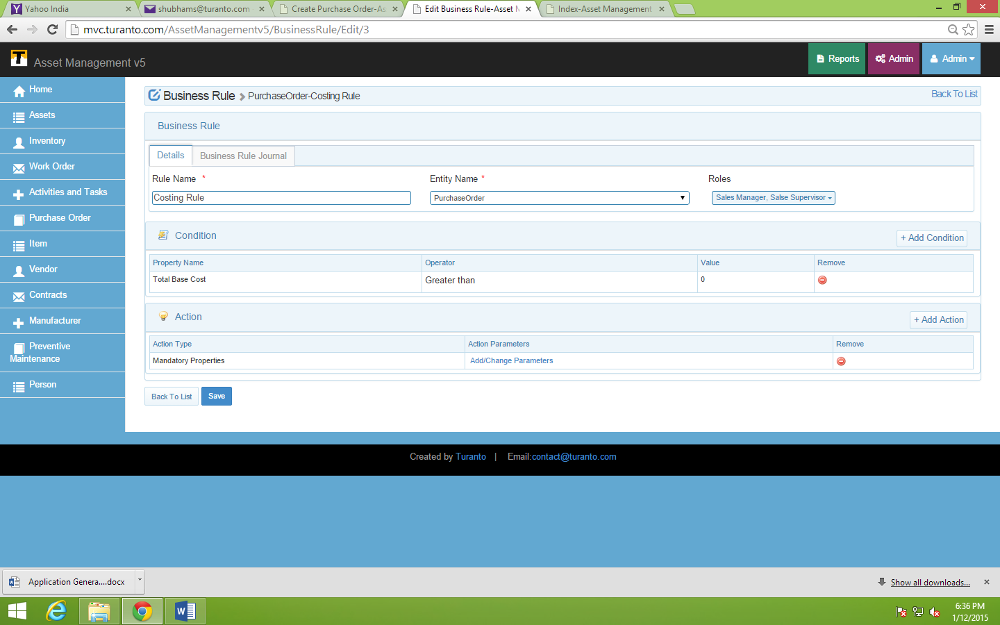 Yahoo India
shubhams@turanto.com
Create Purchase Order-As
Edit Business Rule-Asset M
Index-Asset Management
mvc.turanto.com/AssetManagementv5/BusinessRule/Edit/3
T Asset Management v5
Reports
Admin
Admin
Home
Assets
Inventory
Work Order
Activities and Tasks
Purchase Order
Item
Vendor
Contracts
Manufacturer
Preventive
Maintenance
Person
Business Rule PurchaseOrder-Costing Rule
Back To List
Business Rule
Details
Business Rule Journal
Rule Name *
Entity Name *
Roles
Costing Rule
PurchaseOrder
Sales Manager, Salse Supervisor
Condition
+ Add Condition
Property Name
Operator
Value
Remove
Total Base Cost
Greater than
0
Action
+ Add Action
Action Type
Action Parameters
Remove
Mandatory Properties
Add/Change Parameters
Back To List
Save
Created by Turanto | Email:contact@turanto.com
Application Genera....docx
Show all downloads...
6:36 PM
1/12/2015